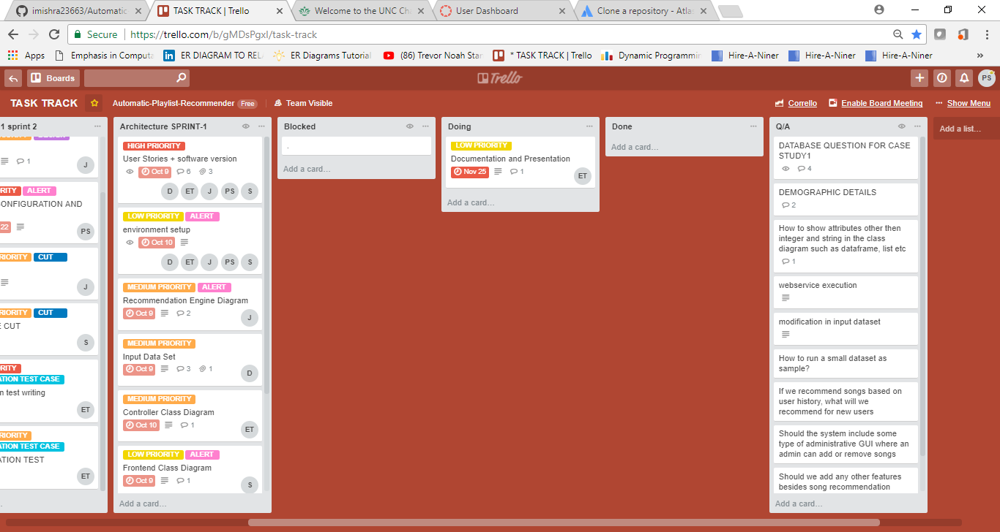 imishra23663/Automatic
TASK TRACK | Trello
Welcome to the UNC Cha
User Dashboard
Clone a repository - Atlas
Secure
https://trello.com/b/gMDsPgxI/task-track
Apps
Emphasis in Computa
ER DIAGRAM TO REL
ER Diagrams Tutorial
(86) Trevor Noah Star
* TASK TRACK | Trello
Dynamic Programmin
Hire-A-Niner
Hire-A-Niner
Hire-A-Niner
Boards
Trello
PS
TASK TRACK
Automatic-Playlist-Recommender
Free
Team Visible
Corrello
Enable Board Meeting
Show Menu
1 sprint 2
1
J
RITY
ALERT
ONFIGURATION AND
22
PS
RIORITY
CUT
J
RIORITY
CUT
E CUT
S
RITY
ATION TEST CASE
n test writing
ET
RIORITY
ATION TEST CASE
ATION TEST
ET
Architecture SPRINT-1
HIGH PRIORITY
User Stories + software version
Oct 9
6
3
D ET J PS S
LOW PRIORITY
ALERT
environment setup
Oct 10
D ET J PS S
MEDIUM PRIORITY
ALERT
Recommendation Engine Diagram
Oct 9
2
J
MEDIUM PRIORITY
Input Data Set
Oct 9
3
1
D
MEDIUM PRIORITY
Controller Class Diagram
Oct 10
1
ET
LOW PRIORITY
ALERT
Frontend Class Diagram
Oct 9
1
S
Add a card...
Blocked
.
Add a card...
Doing
LOW PRIORITY
Documentation and Presentation
Nov 25
1
ET
Add a card...
Done
Add a card...
Q/A
DATABASE QUESTION FOR CASE
STUDY1
4
DEMOGRAPHIC DETAILS
2
How to show attributes other then
integer and string in the class
diagram such as dataframe, list etc
1
webservice execution
modification in input dataset
How to run a small dataset as
sample?
If we recommend songs based on
user history, what will we
recommend for new users
Should the system include some
type of administrative GUI where an
admin can add or remove songs
Should we add any other features
besides song recommendation
Add a card...
Add a list...